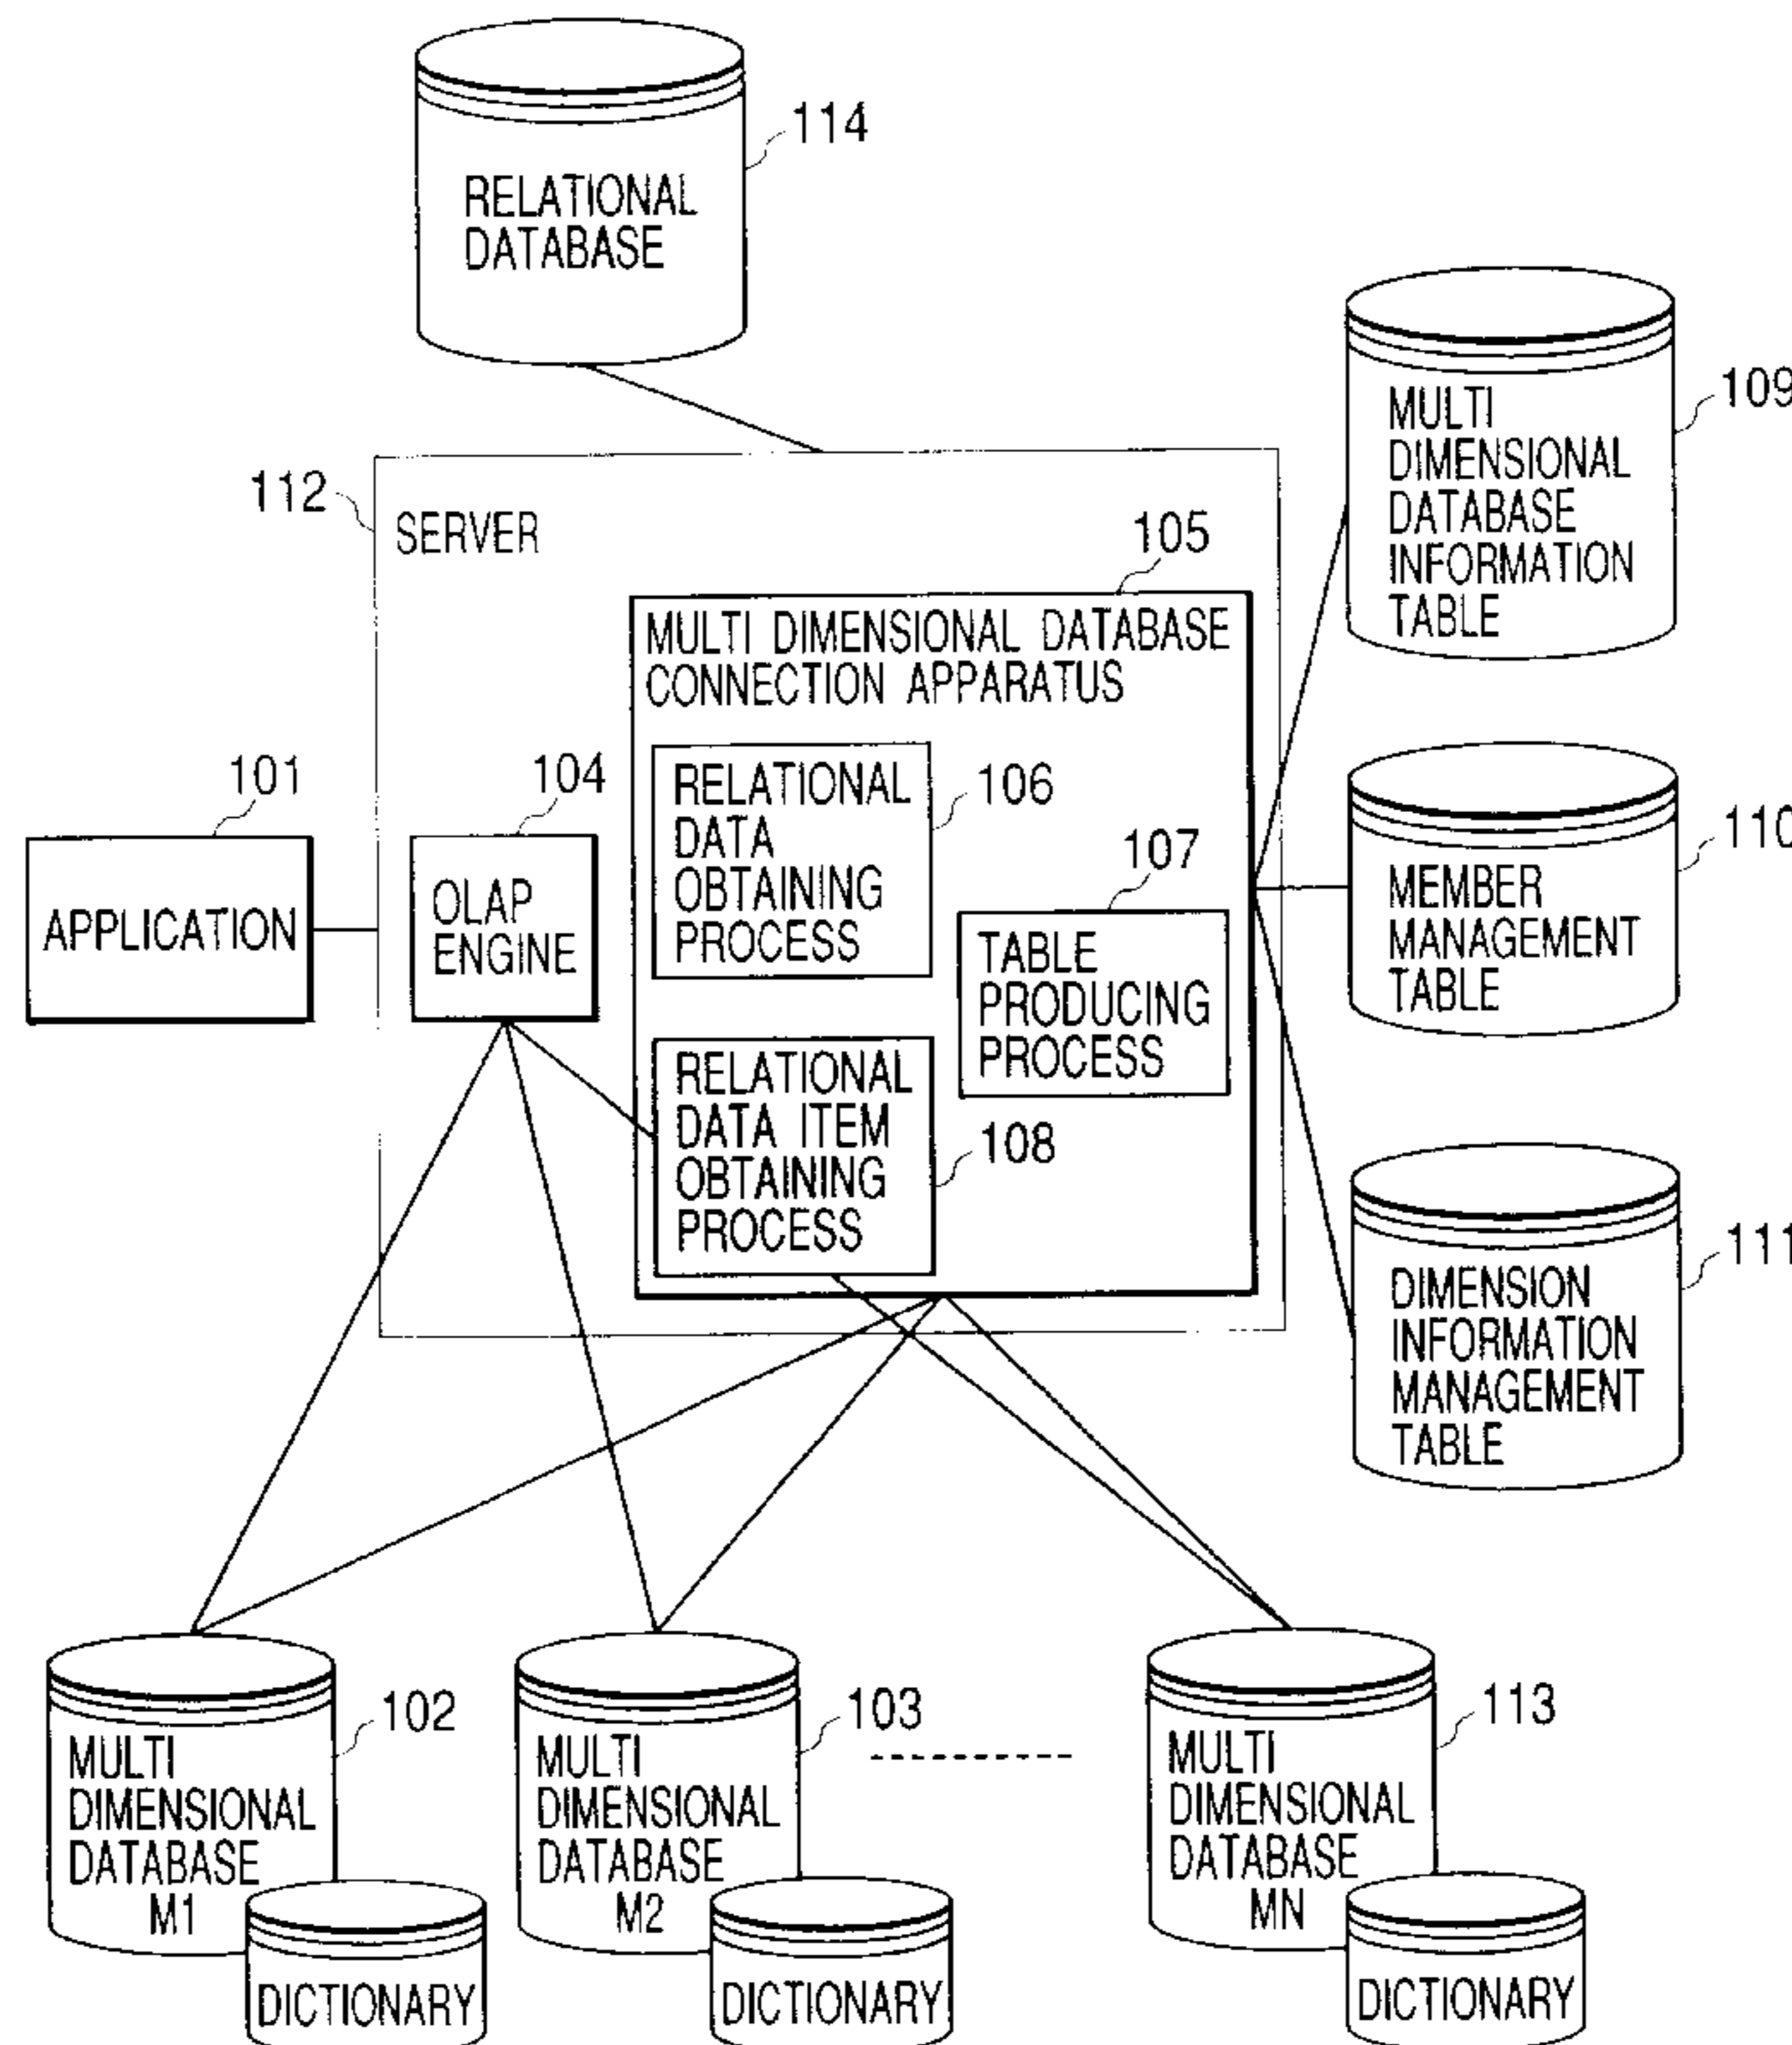 114
RELATIONAL
DATABASE
109
MULTI
DIMENSIONAL
DATABASE
INFORMATION
TABLE
112
SERVER
105
MULTI DIMENSIONAL DATABASE
CONNECTION APPARATUS
101
APPLICATION
104
OLAP
ENGINE
106
RELATIONAL
DATA
OBTAINING
PROCESS
107
TABLE
PRODUCING
PROCESS
108
RELATIONAL
DATA ITEM
OBTAINING
PROCESS
110
MEMBER
MANAGEMENT
TABLE
111
DIMENSION
INFORMATION
MANAGEMENT
TABLE
102
MULTI
DIMENSIONAL
DATABASE
M1
DICTIONARY
103
MULTI
DIMENSIONAL
DATABASE
M2
DICTIONARY
113
MULTI
DIMENSIONAL
DATABASE
MN
DICTIONARY